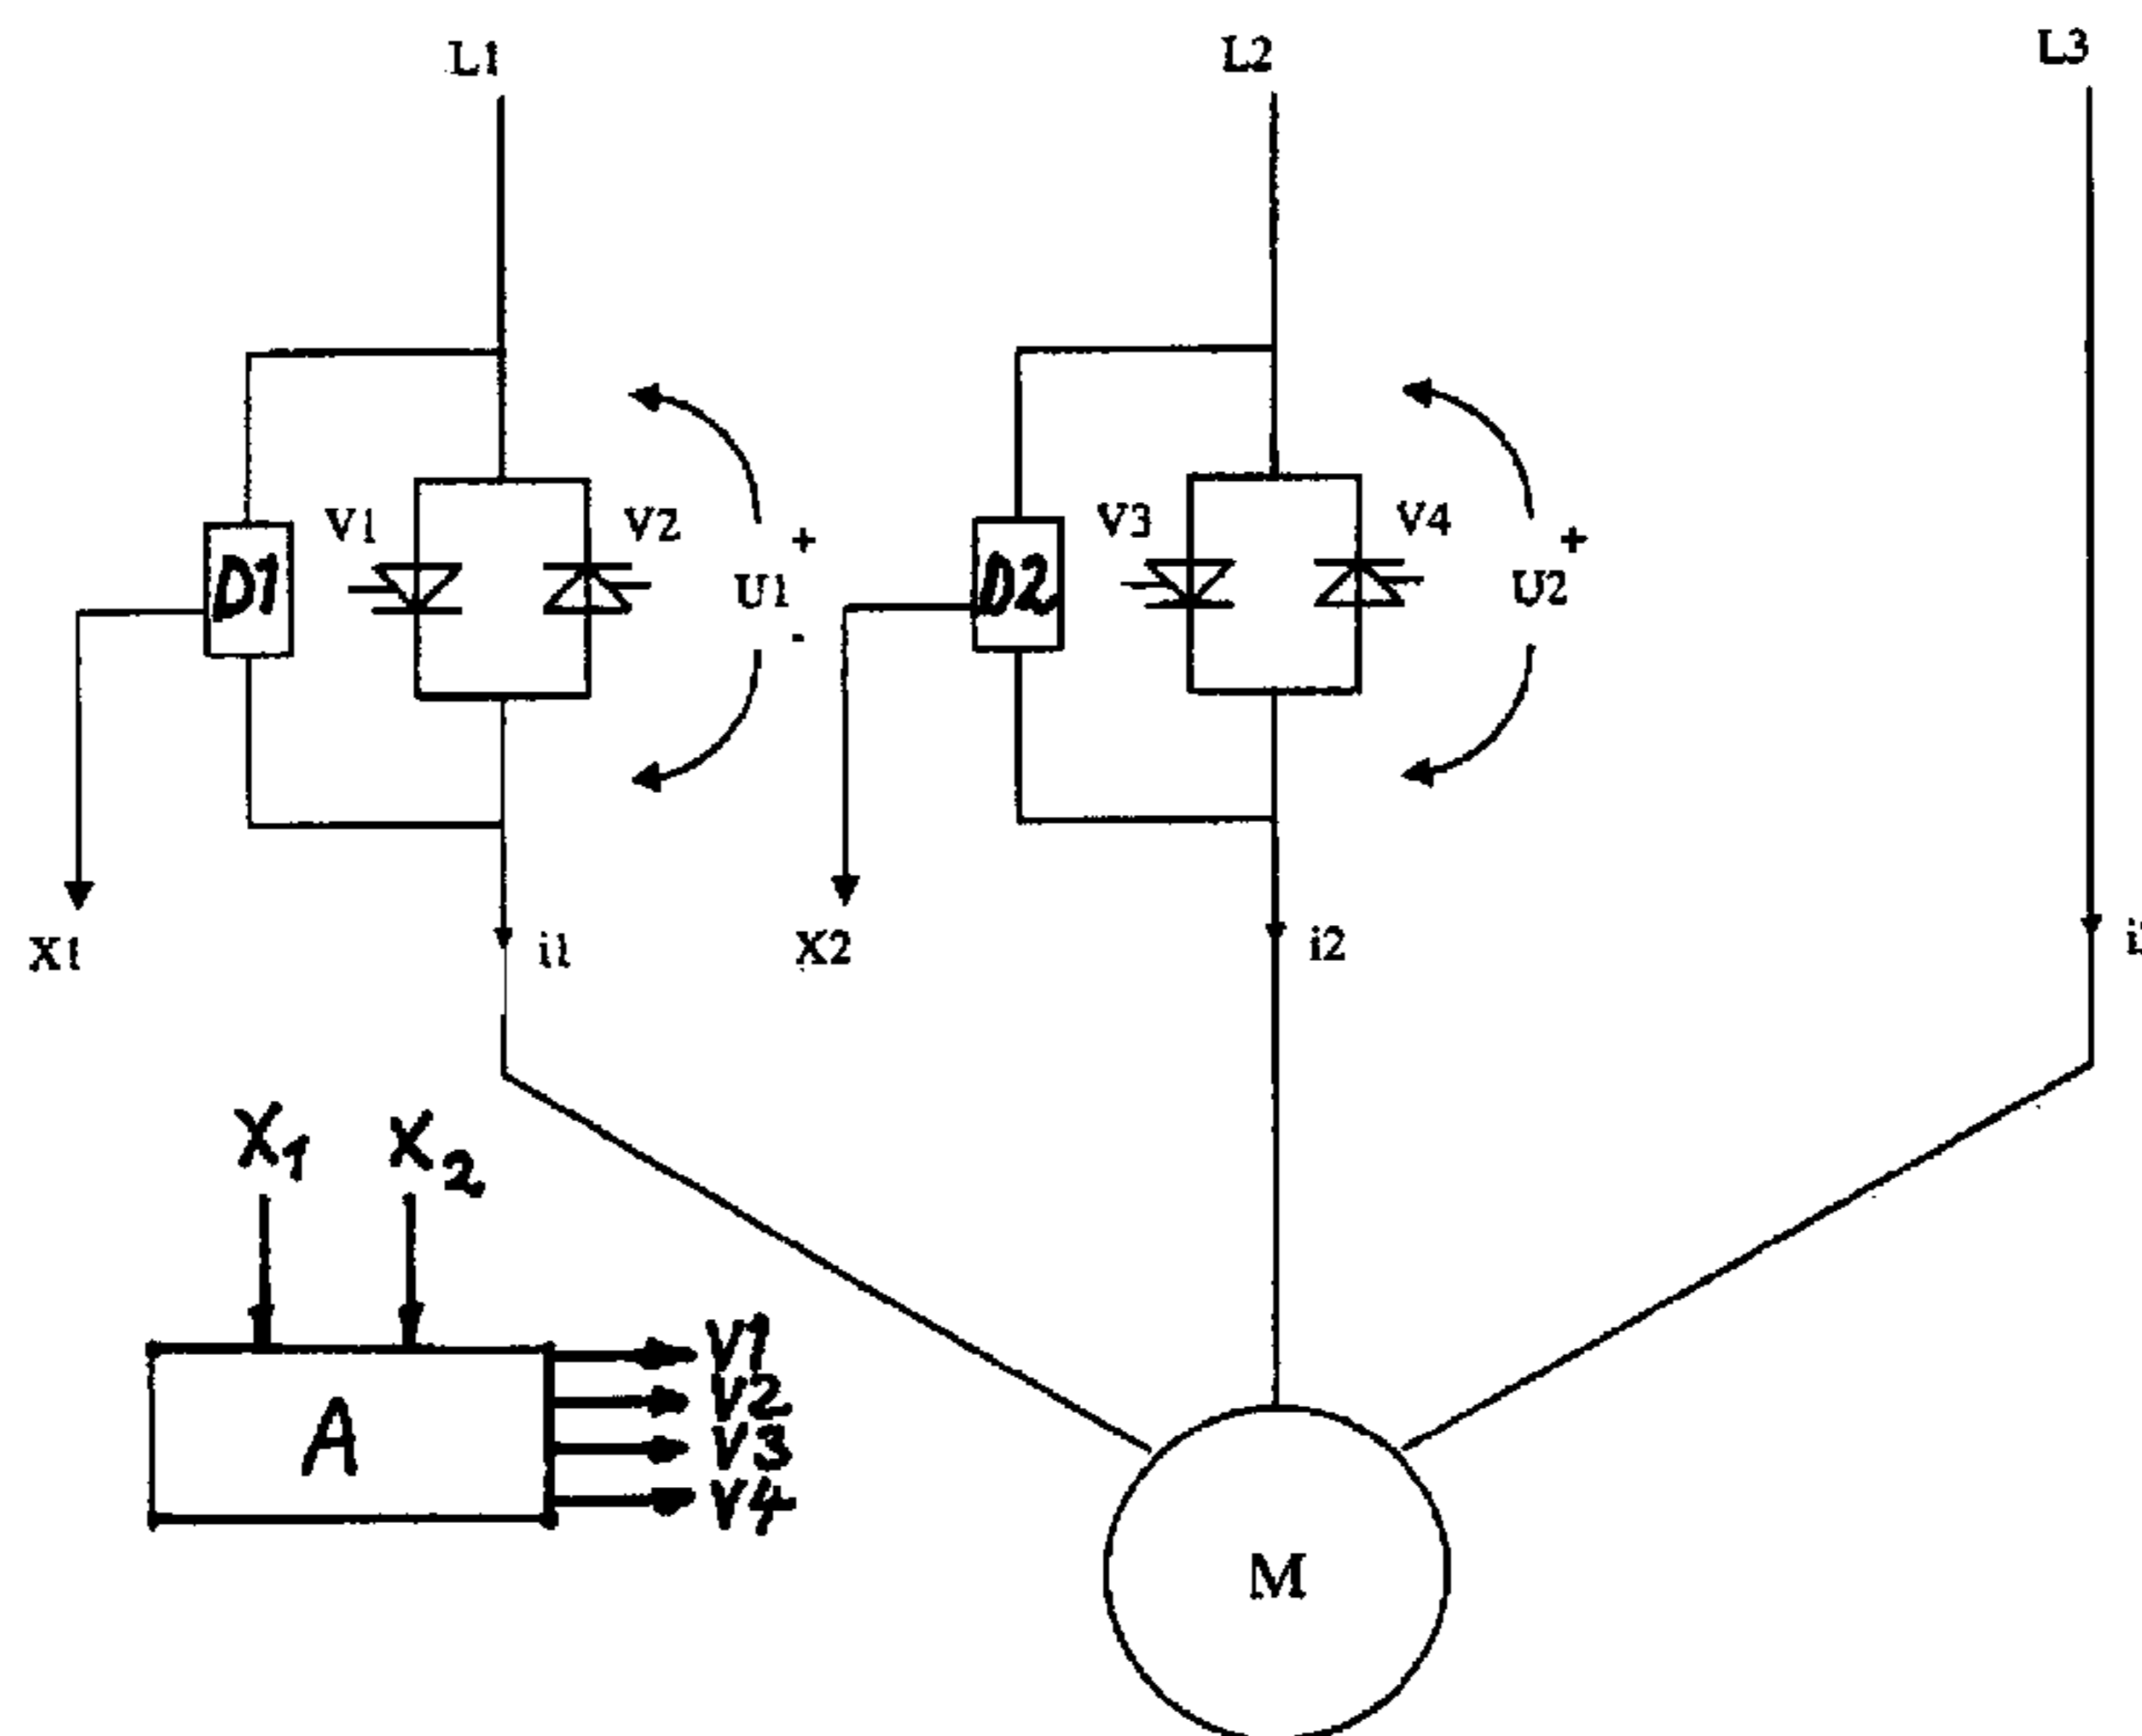 L1 L2 L3
V1 V2 V3 V4
+ +
D1 U1 D2 U2
-
X1 i1 X2 i2 i
X1 X2
V1
V2
A V3
V4
M